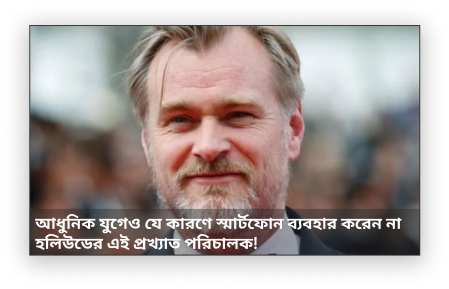 আধুনিক যুগেও যে কারণে স্মার্টফোন ব্যবহার করেন না
হলিউডের এই প্রখ্যাত পরিচালক!